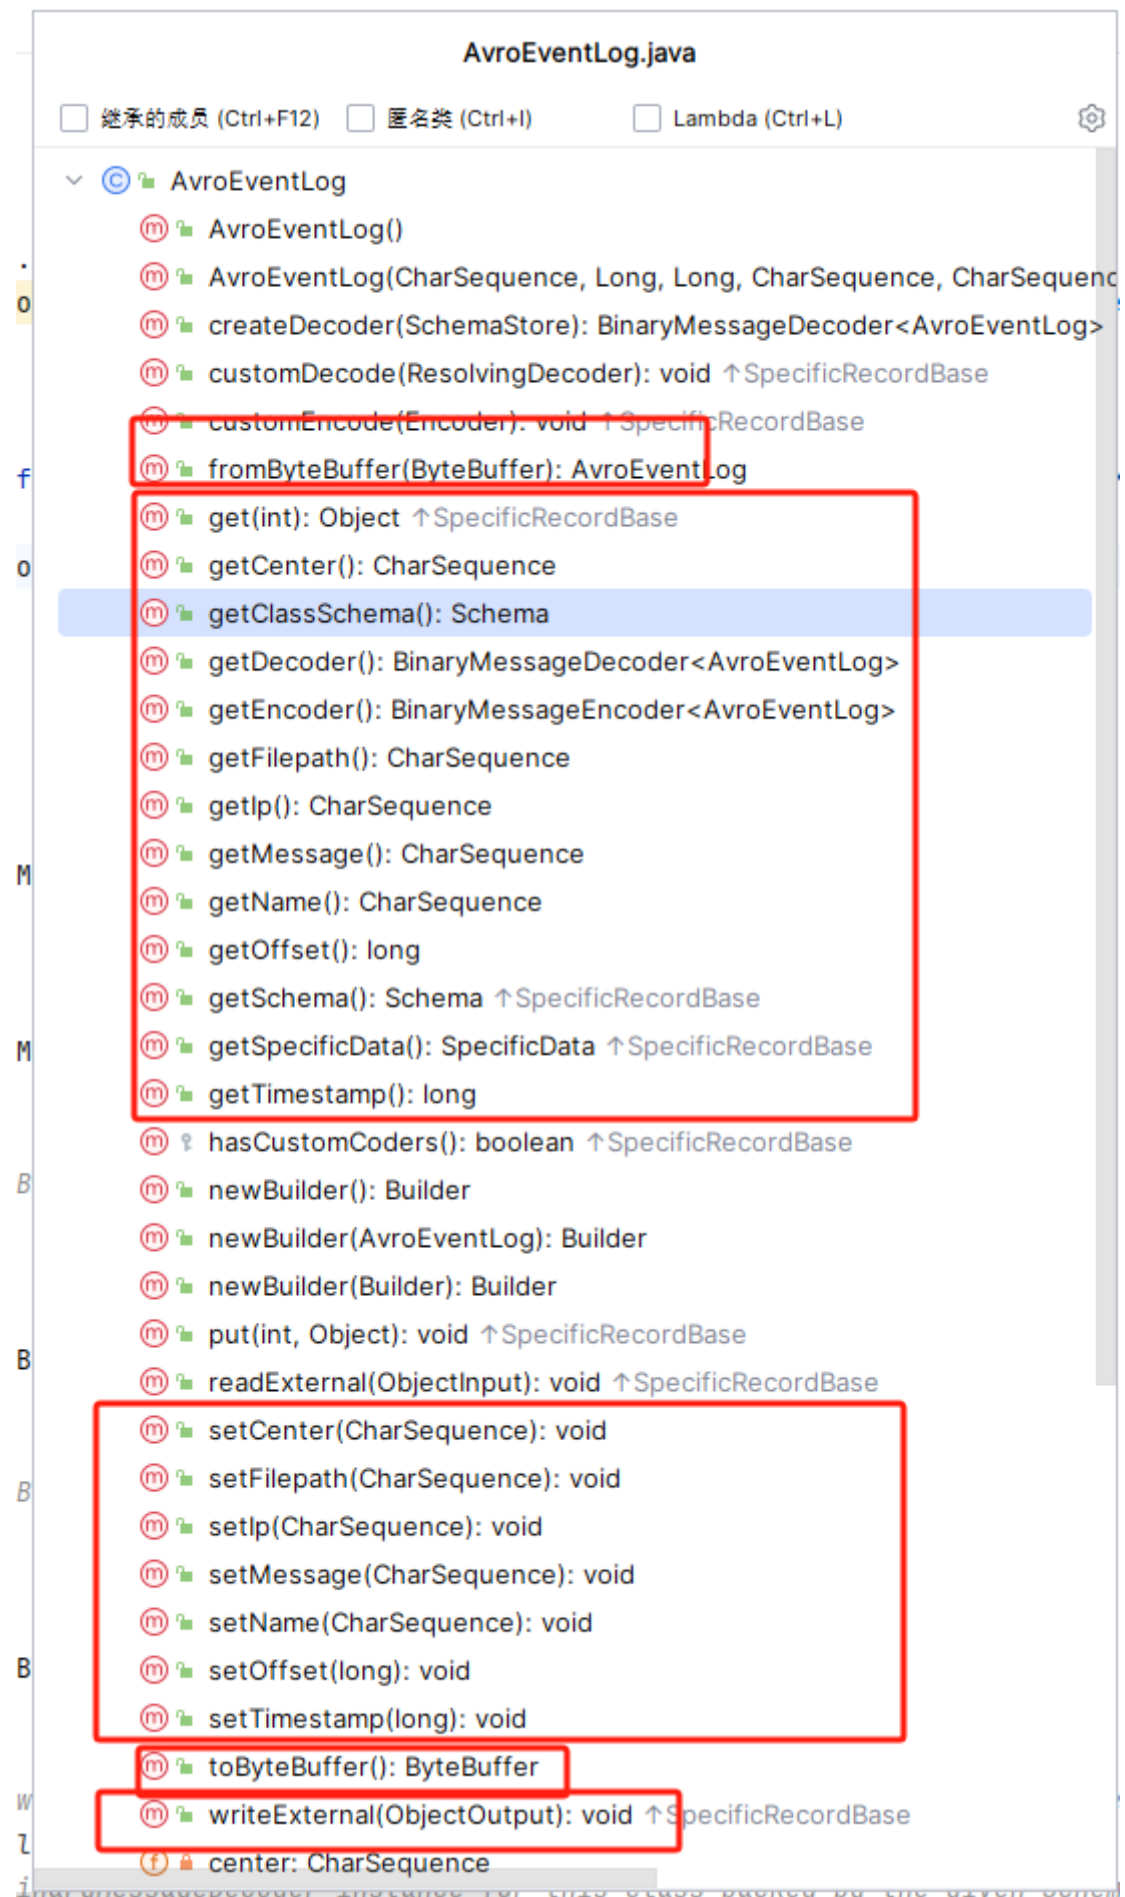 AvroEventLog.java
继承的成员 (Ctrl+F12) 匿名类 (Ctrl+I) Lambda (Ctrl+L)
AvroEventLog
AvroEventLog()
AvroEventLog(CharSequence, Long, Long, CharSequence, CharSequenc
createDecoder(SchemaStore): BinaryMessageDecoder<AvroEventLog>
customDecode(ResolvingDecoder): void ↑SpecificRecordBase
customEncode(Encoder): void ↑SpecificRecordBase
fromByteBuffer(ByteBuffer): AvroEventLog
get(int): Object ↑SpecificRecordBase
getCenter(): CharSequence
getClassSchema(): Schema
getDecoder(): BinaryMessageDecoder<AvroEventLog>
getEncoder(): BinaryMessageEncoder<AvroEventLog>
getFilepath(): CharSequence
getIp(): CharSequence
getMessage(): CharSequence
getName(): CharSequence
getOffset(): long
getSchema(): Schema ↑SpecificRecordBase
getSpecificData(): SpecificData ↑SpecificRecordBase
getTimestamp(): long
hasCustomCoders(): boolean ↑SpecificRecordBase
newBuilder(): Builder
newBuilder(AvroEventLog): Builder
newBuilder(Builder): Builder
put(int, Object): void ↑SpecificRecordBase
readExternal(ObjectInput): void ↑SpecificRecordBase
setCenter(CharSequence): void
setFilepath(CharSequence): void
setIp(CharSequence): void
setMessage(CharSequence): void
setName(CharSequence): void
setOffset(long): void
setTimestamp(long): void
toByteBuffer(): ByteBuffer
writeExternal(ObjectOutput): void ↑SpecificRecordBase
center: CharSequence